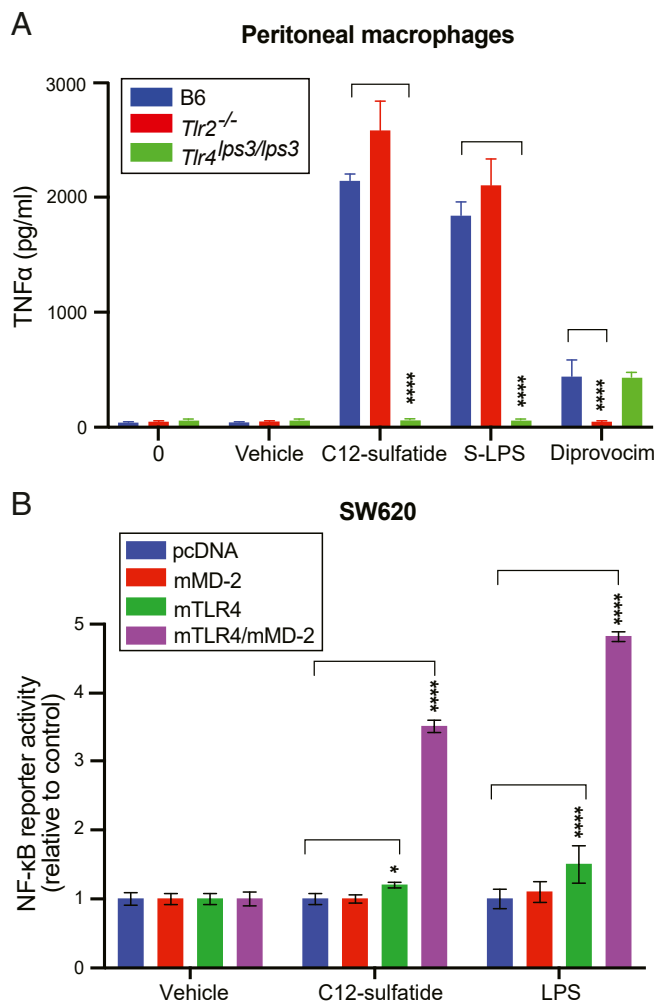 A
Peritoneal macrophages
3000
2000
1000
0
TNFα (pg/ml)
B6
Tlr2-/-
Tlr4lps3/lps3
****
****
****
0
Vehicle
C12-sulfatide
S-LPS
Diprovocim
B
SW620
pcDNA
mMD-2
mTLR4
mTLR4/mMD-2
5
4
3
2
1
0
NF-κB reporter activity
(relative to control)
*
****
****
****
Vehicle
C12-sulfatide
LPS